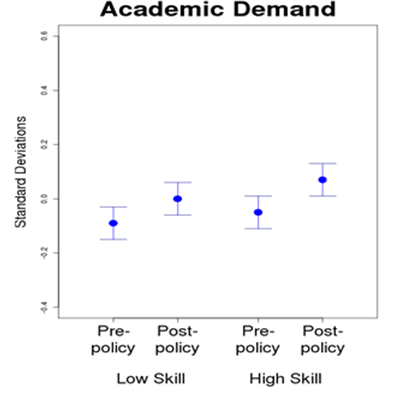 Academic Demand
Standard Deviations
0.6
0.4
0.2
0.0
-0.2
-0.4
Pre- Post- Pre- Post-
policy policy policy policy
Low Skill High Skill